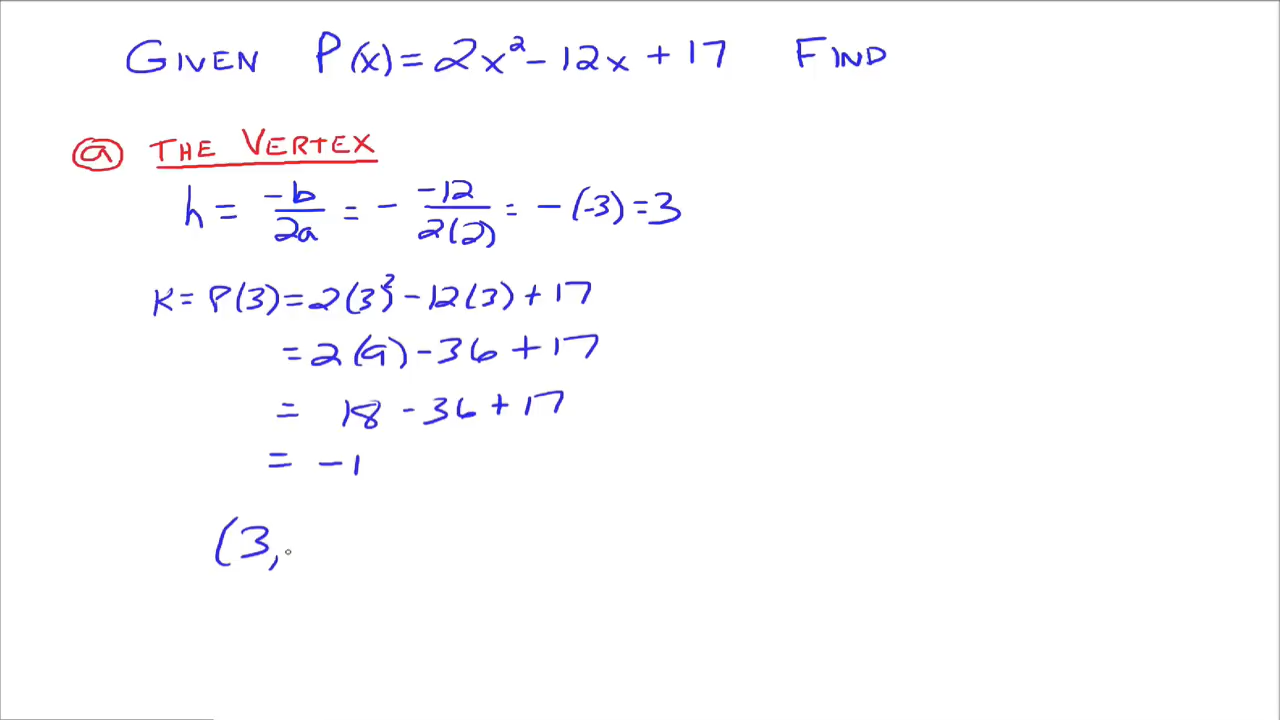 GIVEN P(x) = 2x² - 12x + 17 FIND
ⓐ THE VERTEX
h = -b/2a = - -12/2(2) = -(-3) = 3
K = P(3) = 2(3)² - 12(3) + 17
= 2(9) - 36 + 17
= 18 - 36 + 17
= -1
(3,